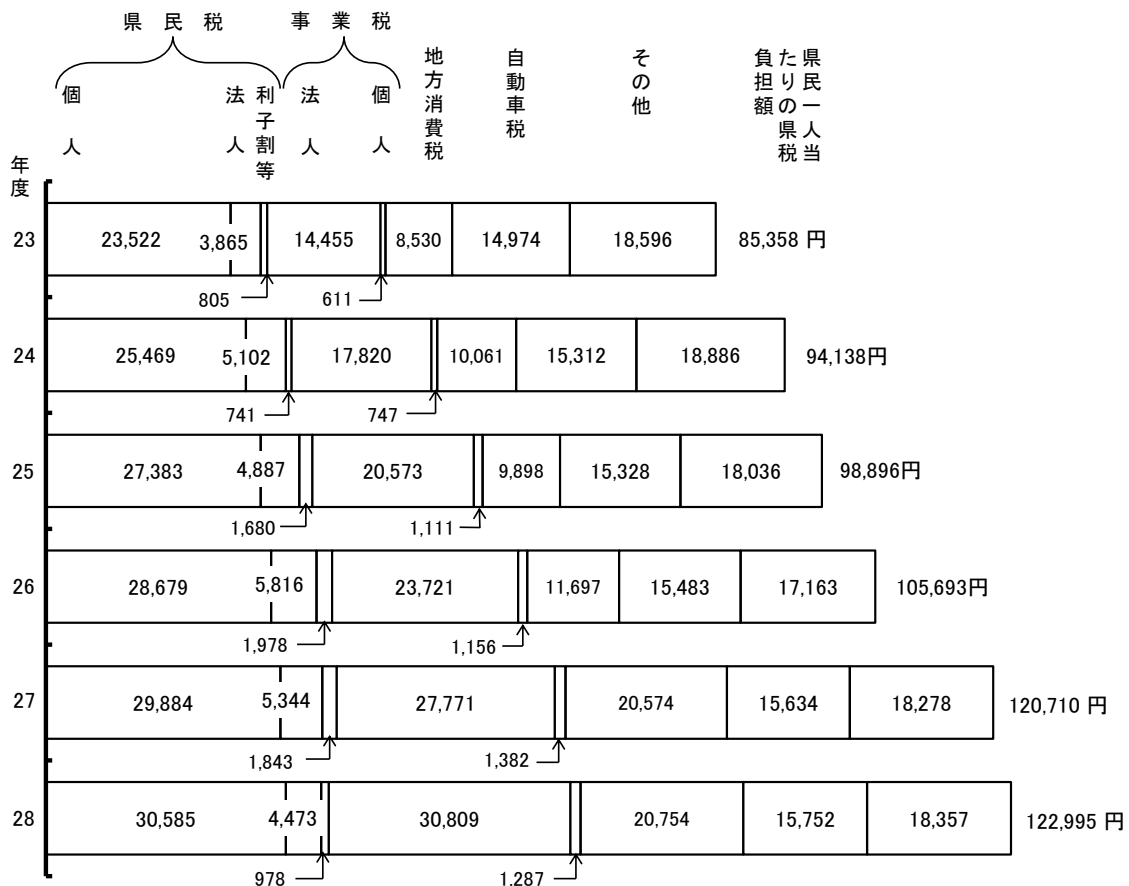 県民税
事業税
個人
法人
利子割等
法人
個人
地方消費税
自動車税
その他
県民一人当
たりの県税
負担額
年度
23 23,522 3,865 14,455 8,530 14,974 18,596 85,358 円
805 611
24 25,469 5,102 17,820 10,061 15,312 18,886 94,138円
741 747
25 27,383 4,887 20,573 9,898 15,328 18,036 98,896円
1,680 1,111
26 28,679 5,816 23,721 11,697 15,483 17,163 105,693円
1,978 1,156
27 29,884 5,344 27,771 20,574 15,634 18,278 120,710 円
1,843 1,382
28 30,585 4,473 30,809 20,754 15,752 18,357 122,995 円
978 1.287